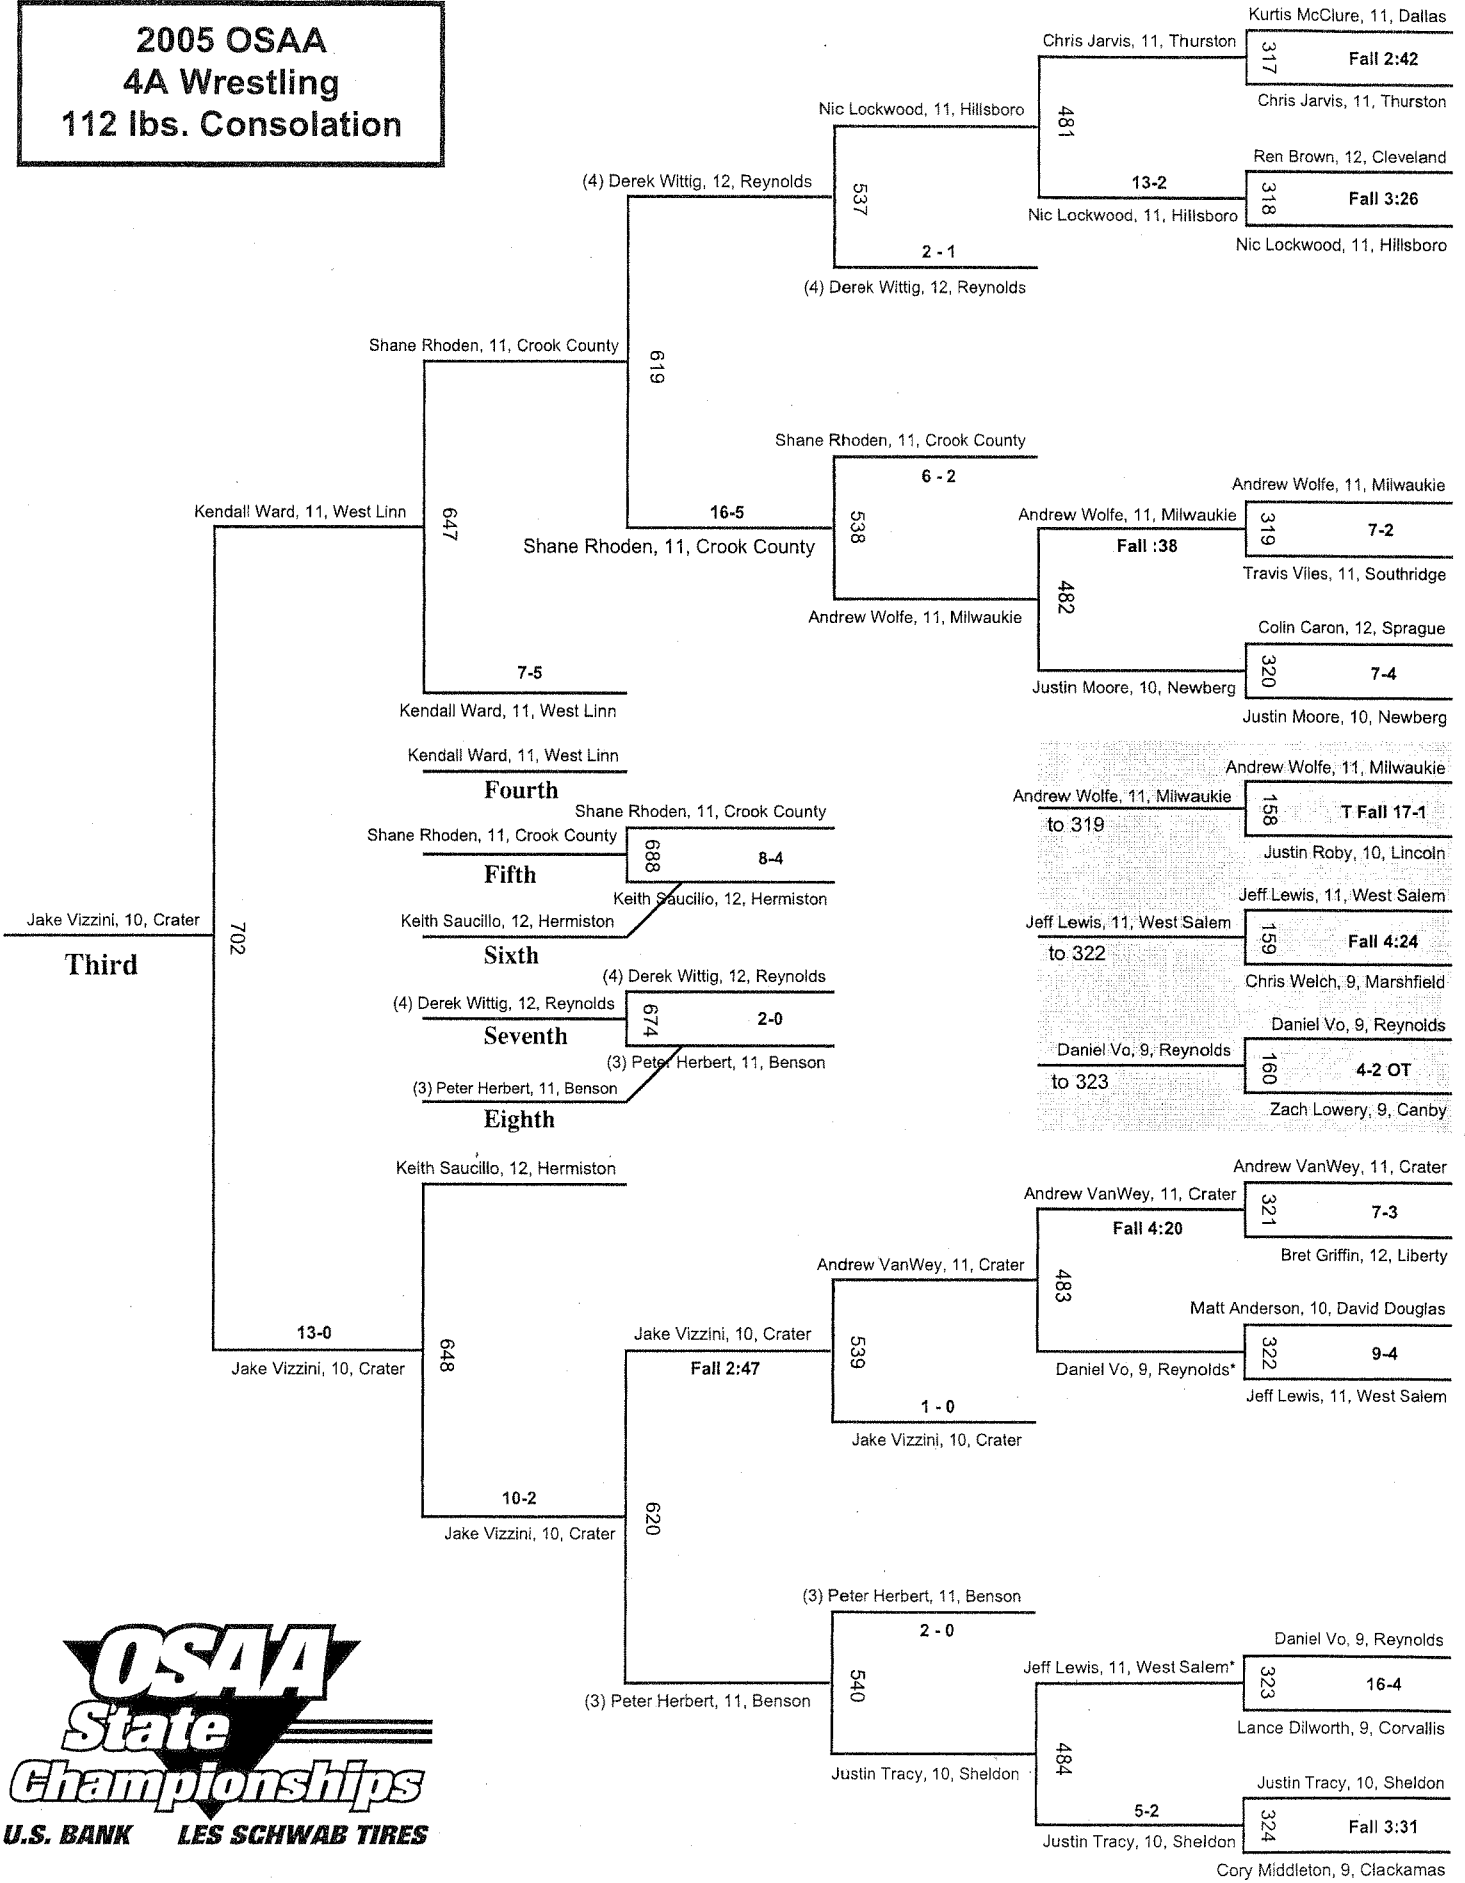 2005 OSAA
4A Wrestling
112 lbs. Consolation
Kurtis McClure, 11, Dallas
Chris Jarvis, 11, Thurston
317
Fall 2:42
Chris Jarvis, 11, Thurston
Nic Lockwood, 11, Hillsboro
481
Ren Brown, 12, Cleveland
13-2
318
Fall 3:26
Nic Lockwood, 11, Hillsboro
Nic Lockwood, 11, Hillsboro
(4) Derek Wittig, 12, Reynolds
537
2 - 1
(4) Derek Wittig, 12, Reynolds
Shane Rhoden, 11, Crook County
619
Shane Rhoden, 11, Crook County
6 - 2
Andrew Wolfe, 11, Milwaukie
Kendall Ward, 11, West Linn
647
16-5
538
Andrew Wolfe, 11, Milwaukie
319
7-2
Shane Rhoden, 11, Crook County
Fall :38
Travis Viles, 11, Southridge
482
Andrew Wolfe, 11, Milwaukie
Colin Caron, 12, Sprague
7-5
320
7-4
Justin Moore, 10, Newberg
Kendall Ward, 11, West Linn
Justin Moore, 10, Newberg
Kendall Ward, 11, West Linn
Fourth
Andrew Wolfe, 11, Milwaukie
Andrew Wolfe, 11, Milwaukie
158
T Fall 17-1
to 319
Justin Roby, 10, Lincoln
Shane Rhoden, 11, Crook County
Shane Rhoden, 11, Crook County
688
8-4
Fifth
Keith Saucillo, 12, Hermiston
Keith Saucillo, 12, Hermiston
Sixth
Jeff Lewis, 11, West Salem
Jeff Lewis, 11, West Salem
159
Fall 4:24
to 322
Chris Welch, 9, Marshfield
Jake Vizzini, 10, Crater
702
Third
(4) Derek Wittig, 12, Reynolds
(4) Derek Wittig, 12, Reynolds
674
2-0
Seventh
(3) Peter Herbert, 11, Benson
(3) Peter Herbert, 11, Benson
Eighth
Daniel Vo, 9, Reynolds
Daniel Vo, 9, Reynolds
160
4-2 OT
to 323
Zach Lowery, 9, Canby
Keith Saucillo, 12, Hermiston
Andrew VanWey, 11, Crater
Andrew VanWey, 11, Crater
321
7-3
Fall 4:20
Bret Griffin, 12, Liberty
Andrew VanWey, 11, Crater
483
Matt Anderson, 10, David Douglas
13-0
648
Jake Vizzini, 10, Crater
539
322
9-4
Jake Vizzini, 10, Crater
Fall 2:47
Daniel Vo, 9, Reynolds*
Jeff Lewis, 11, West Salem
1 - 0
Jake Vizzini, 10, Crater
10-2
620
Jake Vizzini, 10, Crater
(3) Peter Herbert, 11, Benson
2 - 0
Daniel Vo, 9, Reynolds
Jeff Lewis, 11, West Salem*
323
16-4
(3) Peter Herbert, 11, Benson
540
Lance Dilworth, 9, Corvallis
484
Justin Tracy, 10, Sheldon
Justin Tracy, 10, Sheldon
5-2
324
Fall 3:31
Justin Tracy, 10, Sheldon
Cory Middleton, 9, Clackamas
OSAA
State
Championships
U.S. BANK LES SCHWAB TIRES